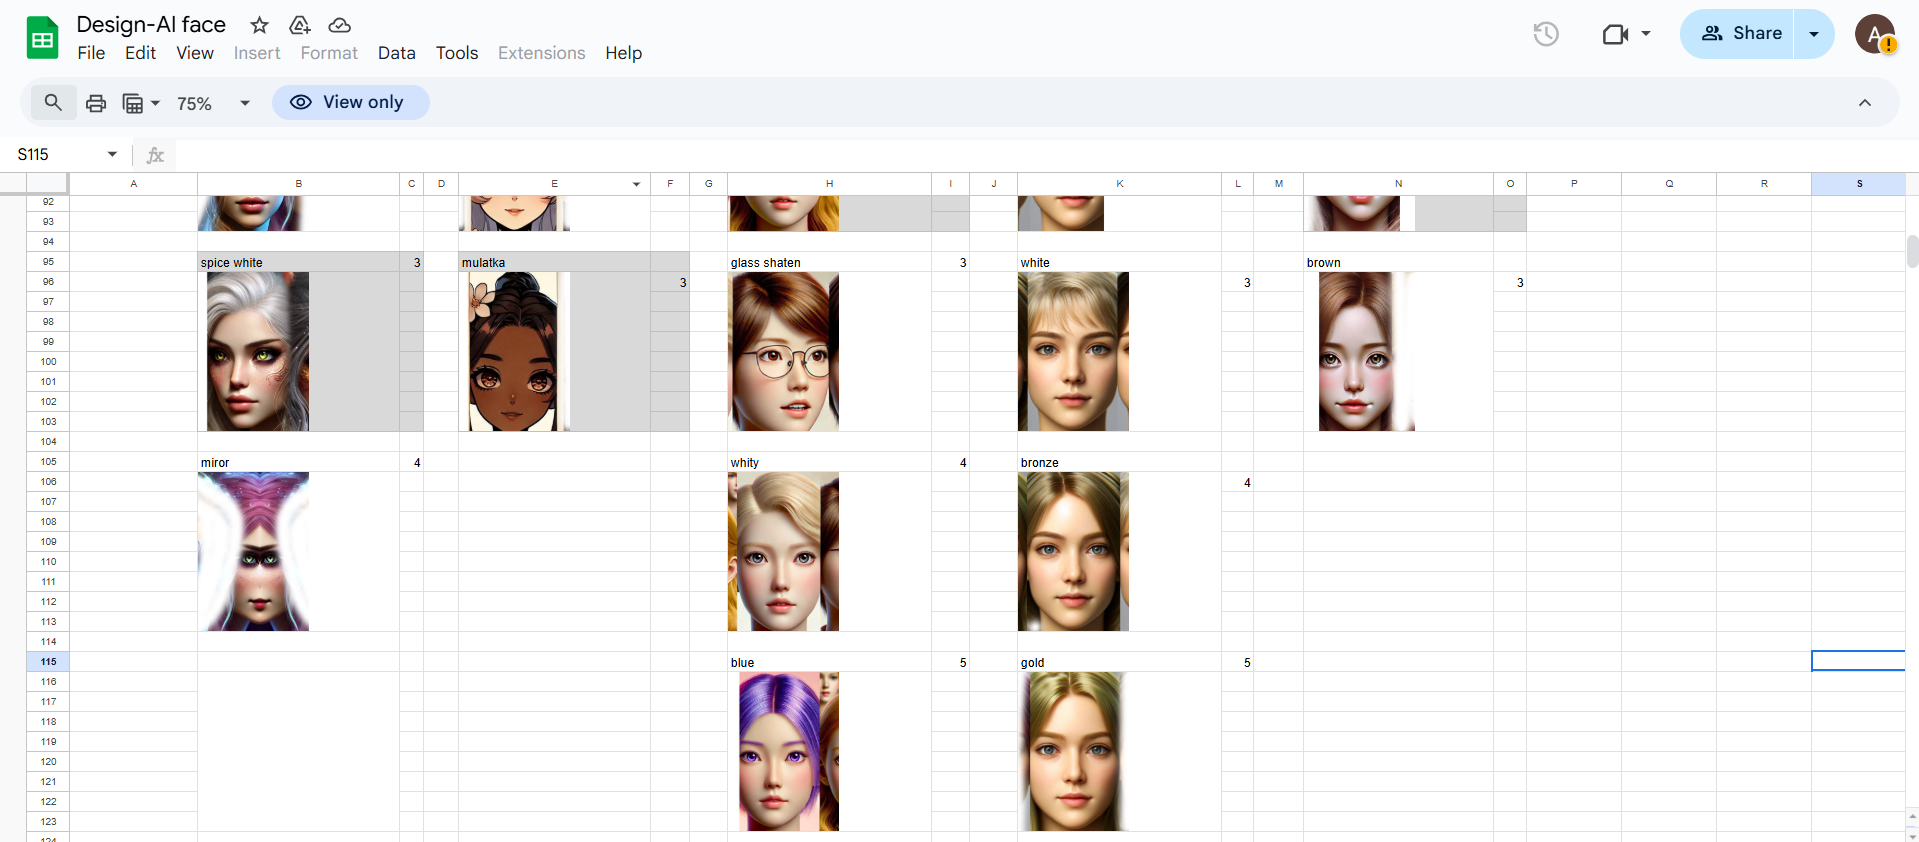 Design-AI face
File Edit View Insert Format Data Tools Extensions Help
Share
A
75% View only
S115 fx
A B C D E F G H I J K L M N O P Q R S
92
93
94
95 spice white 3 mulatka glass shaten 3 white brown
96 3 3 3
97
98
99
100
101
102
103
104
105 miror 4 whity 4 bronze
106 4
107
108
109
110
111
112
113
114
115 blue 5 gold 5
116
117
118
119
120
121
122
123
124